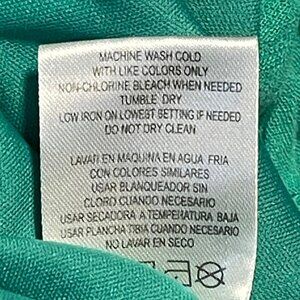 MACHINE WASH COLD
WITH LIKE COLORS ONLY
NON-CHLORINE BLEACH WHEN NEEDED
TUMBLE DRY
LOW IRON ON LOWEST SETTING IF NEEDED
DO NOT DRY CLEAN
LAVAR EN MAQUINA EN AGUA FRIA
CON COLORES SIMILARES
USAR BLANQUEADOR SIN
CLORO CUANDO NECESARIO
USAR SECADORA A TEMPERATURA BAJA
USAR PLANCHA TIBIA CUANDO NECESARIO
NO LAVAR EN SECO